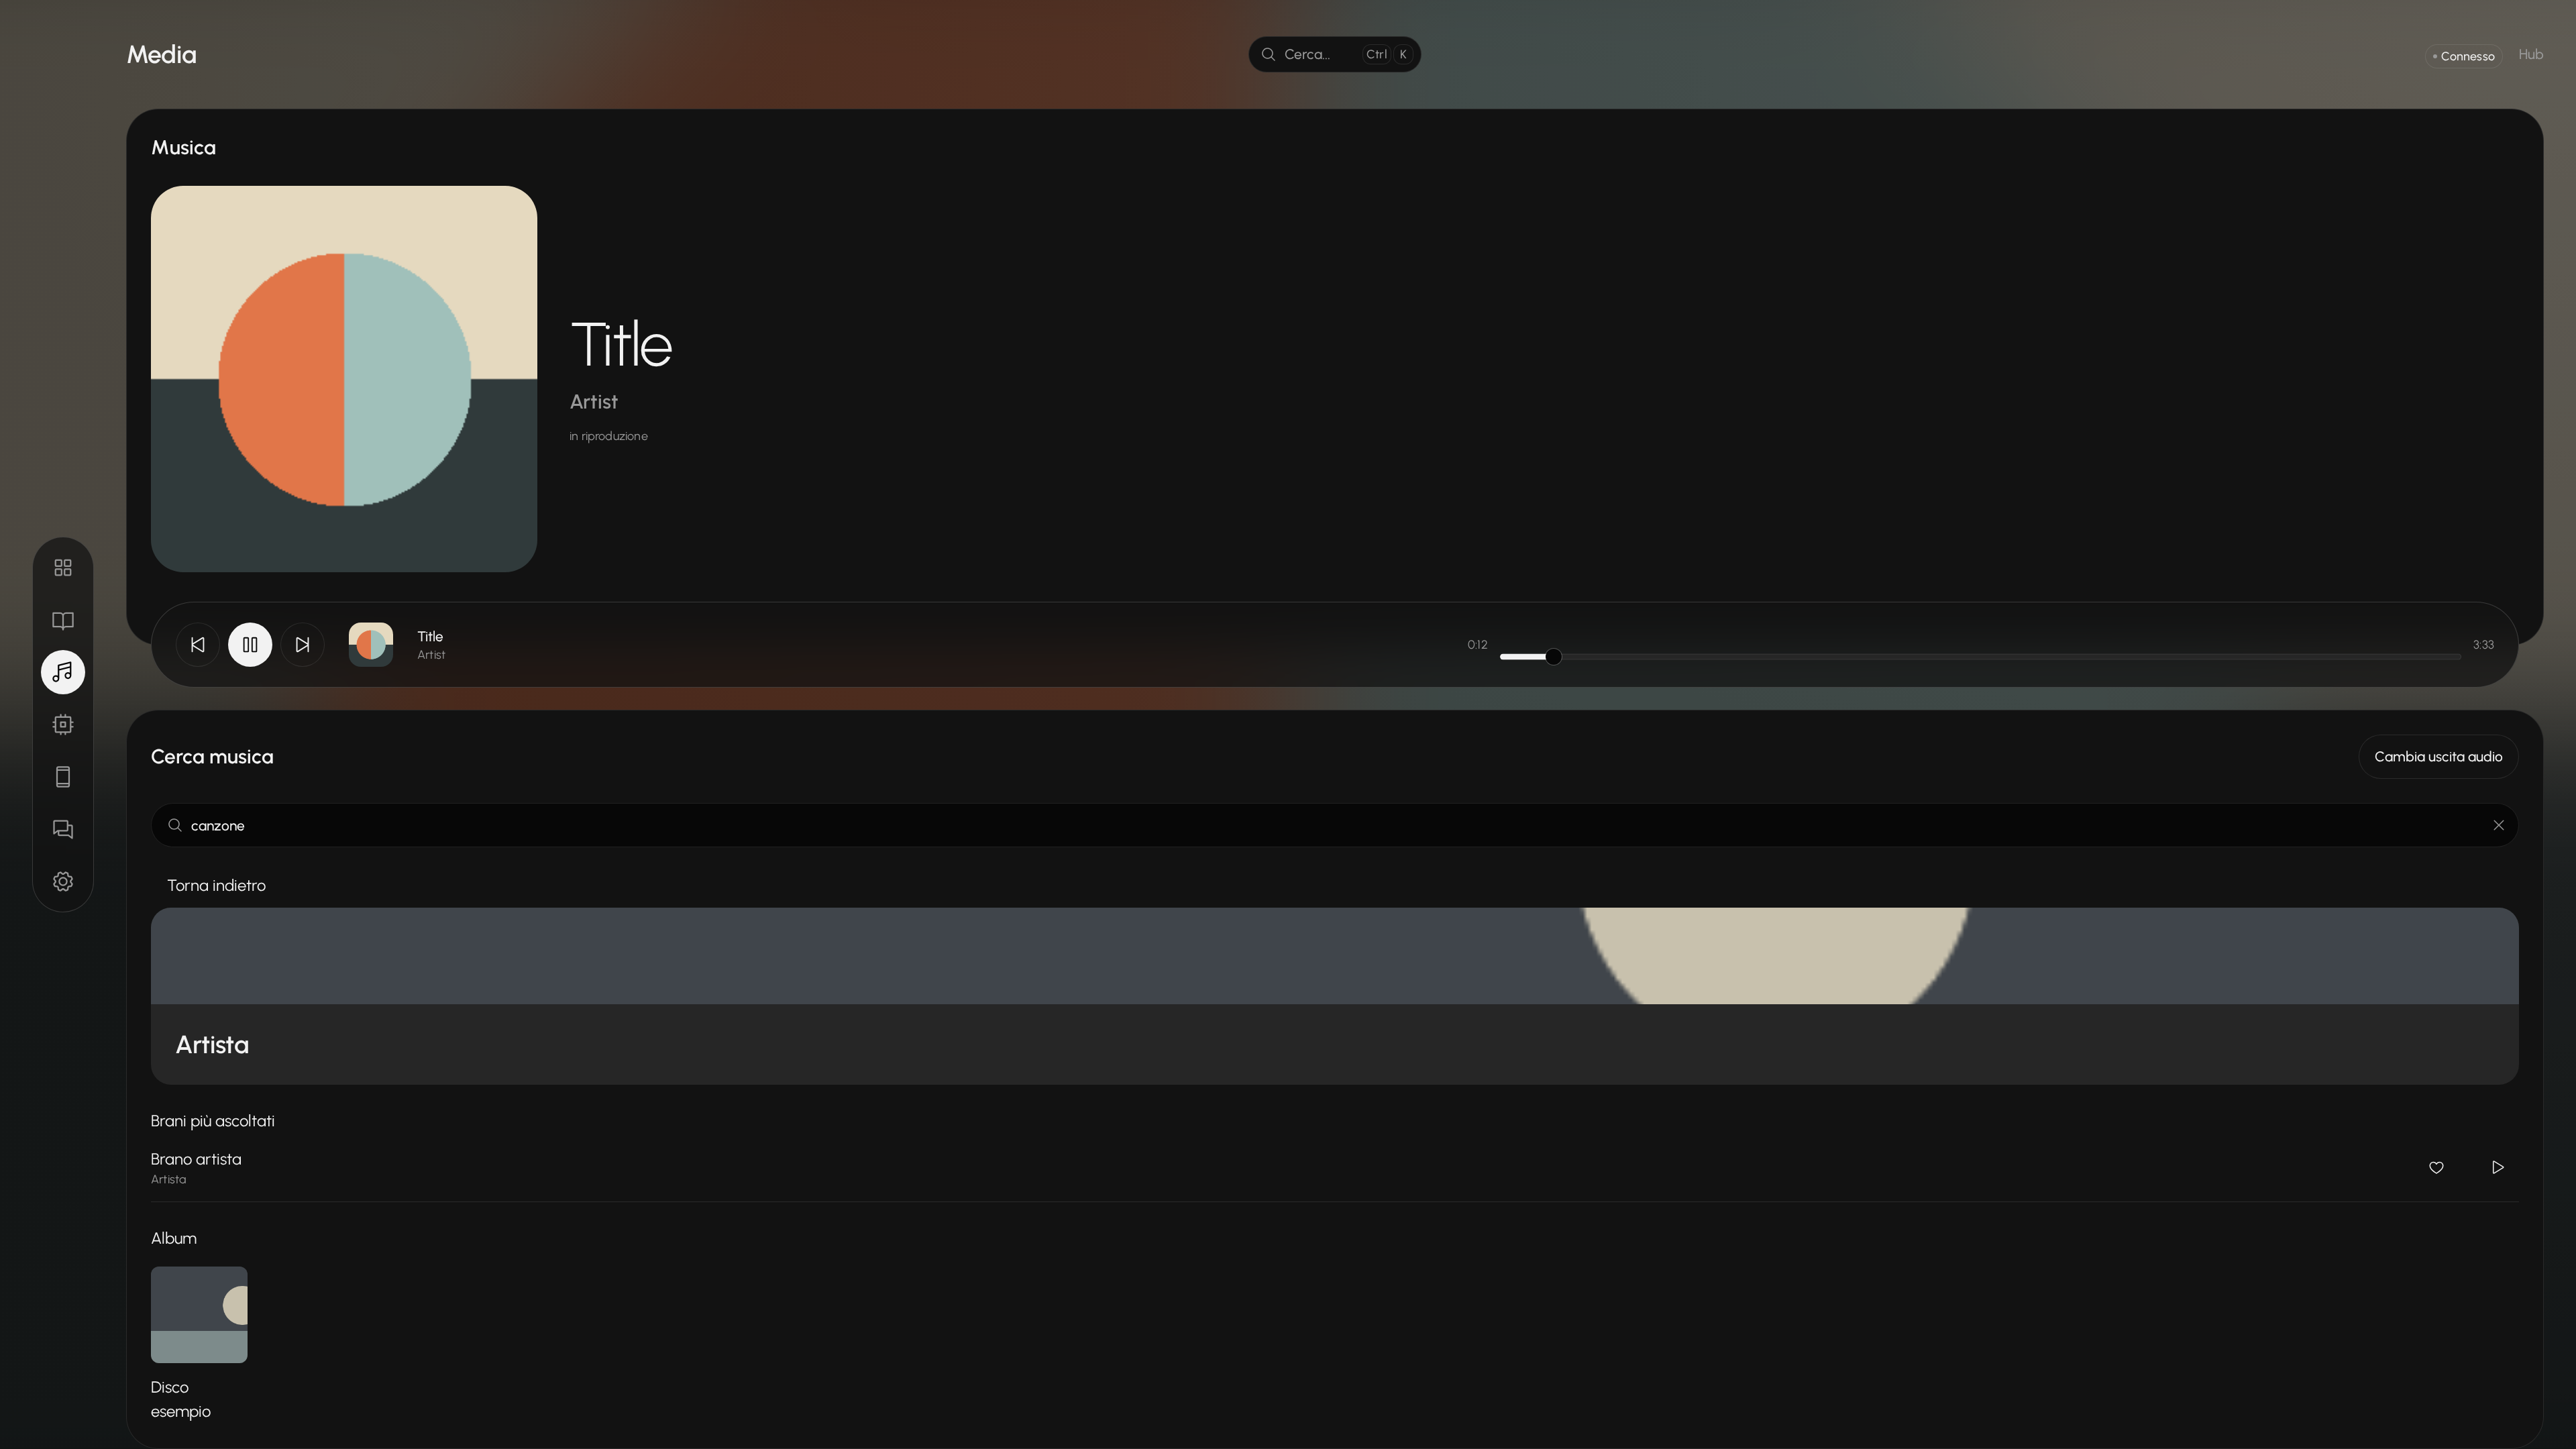 Media
Cerca...
Ctrl K
Connesso
Hub
Musica
Title
Artist
in riproduzione
Title
Artist
0:12
3:33
Cerca musica
Cambia uscita audio
canzone
Torna indietro
Artista
Brani più ascoltati
Brano artista
Artista
Album
Disco
esempio